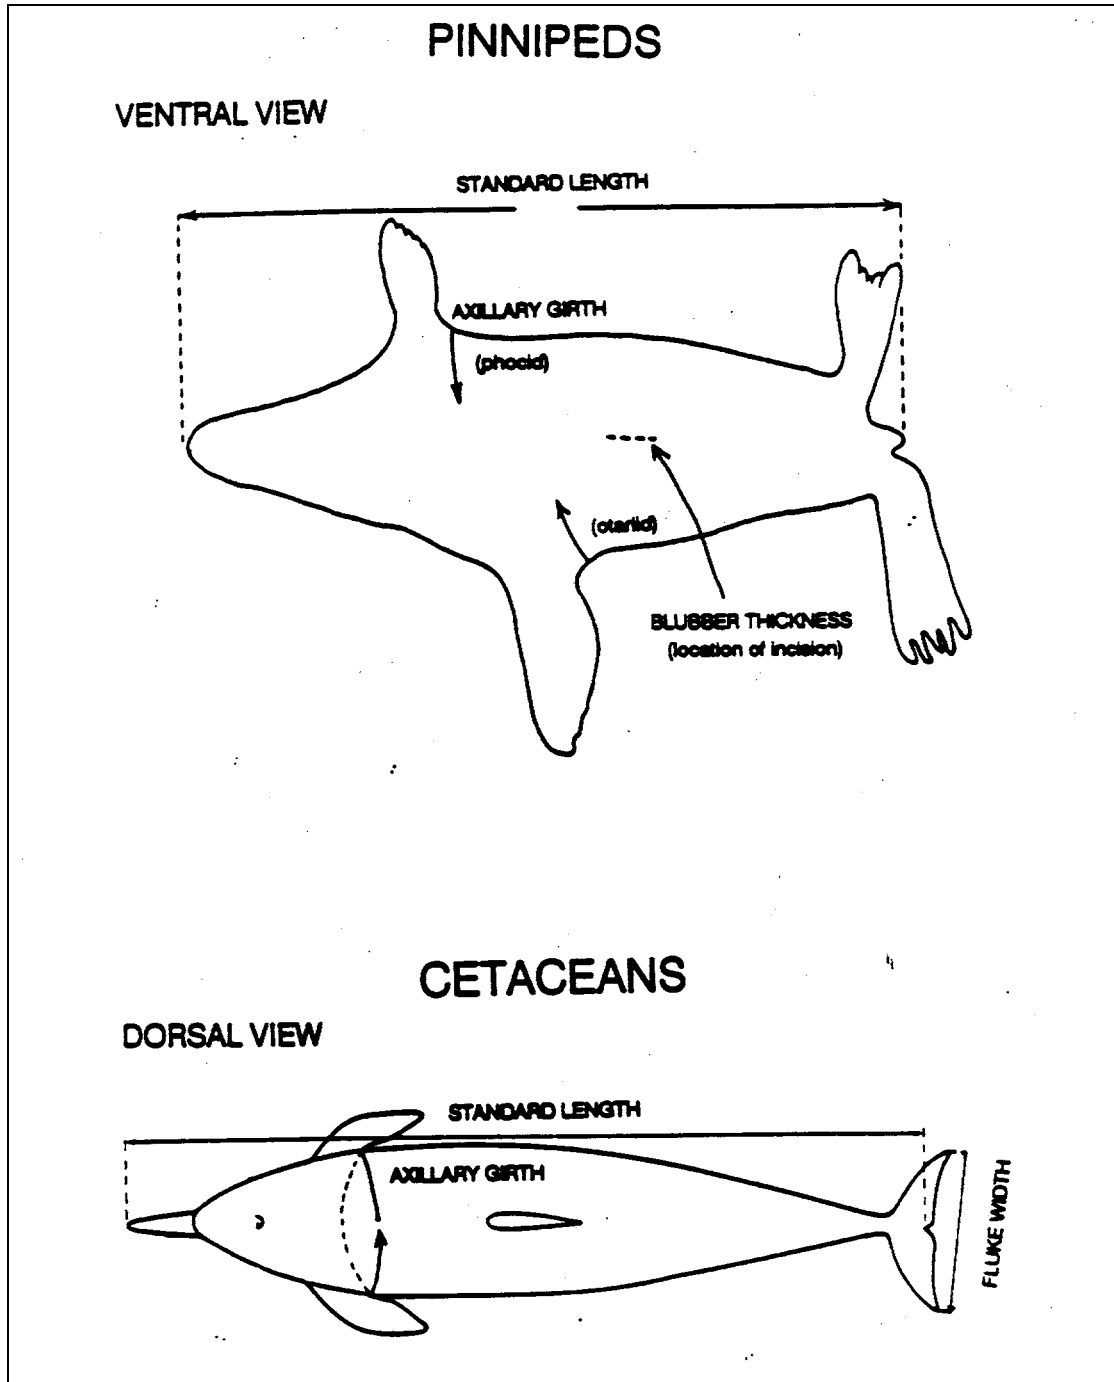 PINNIPEDS
VENTRAL VIEW
STANDARD LENGTH
AXILLARY GIRTH
(phocid)
(otariid)
BLUBBER THICKNESS
(location of incision)
CETACEANS
DORSAL VIEW
STANDARD LENGTH
AXILLARY GIRTH
FLUKE WIDTH